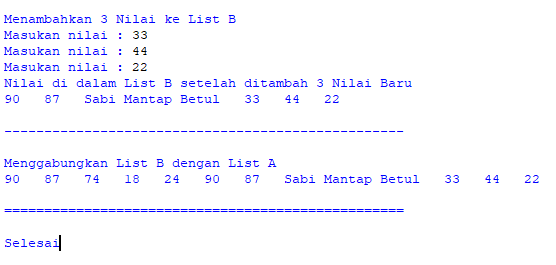 Menambahkan 3 Nilai ke List B
Masukan nilai : 33
Masukan nilai : 44
Masukan nilai : 22
Nilai di dalam List B setelah ditambah 3 Nilai Baru
90   87   Sabi Mantap Betul   33   44   22
--------------------------------------------------
Menggabungkan List B dengan List A
90   87   74   18   24   90   87   Sabi Mantap Betul   33   44   22
==================================================
Selesai